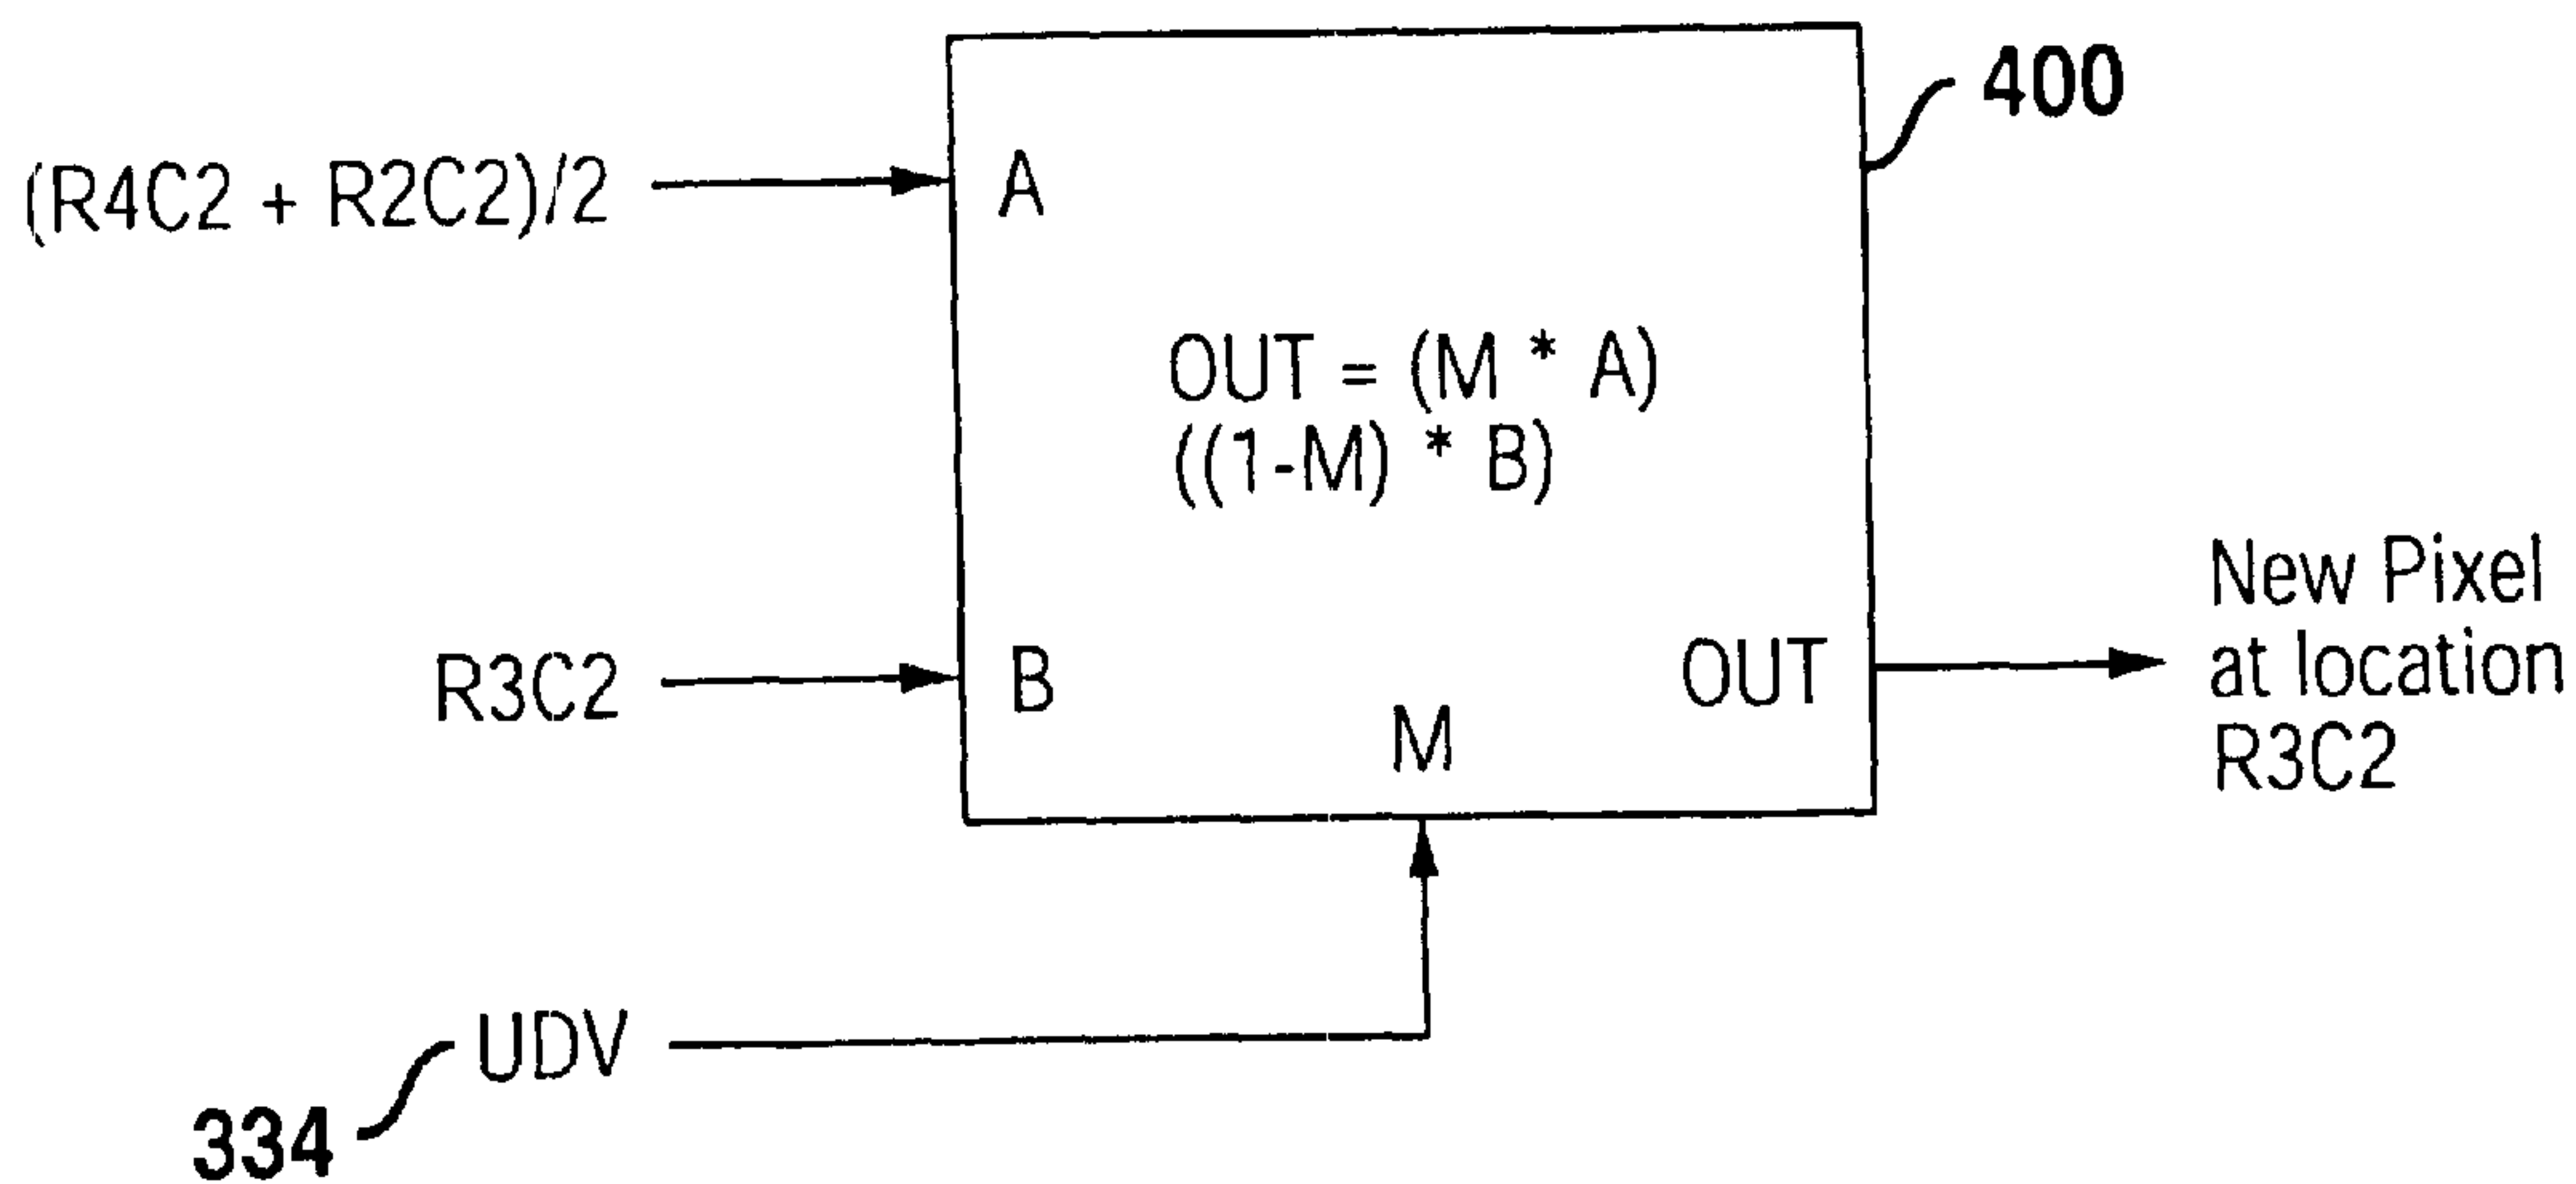 400
(R4C2 + R2C2)/2
A
OUT = (M * A)
((1-M) * B)
R3C2
B
M
OUT
New Pixel
at location
R3C2
UDV
334